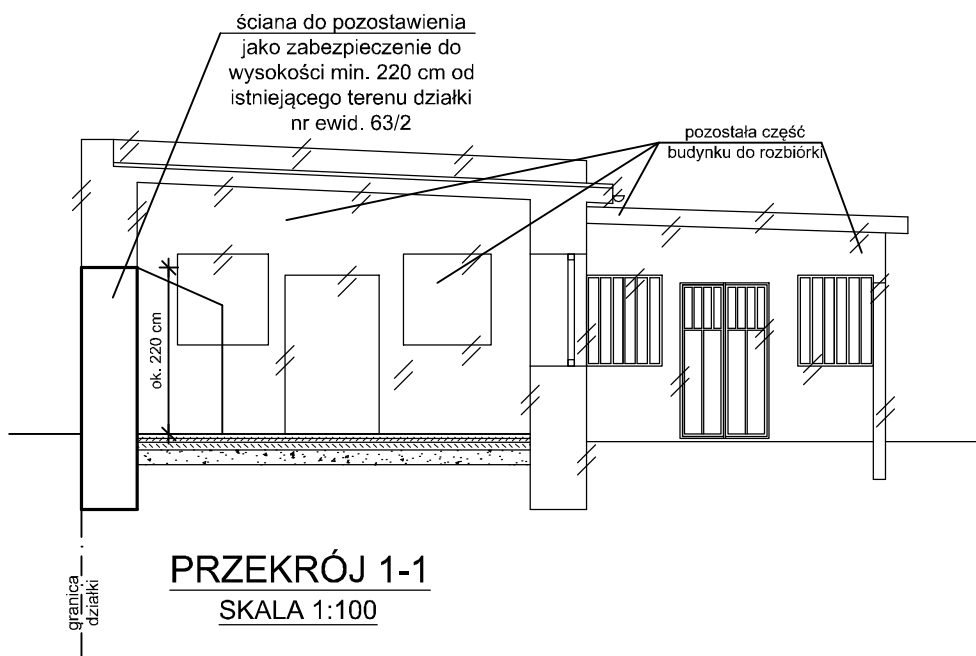 ściana do pozostawienia
jako zabezpieczenie do
wysokości min. 220 cm od
istniejącego terenu działki
nr ewid. 63/2
pozostała część
budynku do rozbiórki
ok. 220 cm
PRZEKRÓJ 1-1
SKALA 1:100
granica
działki